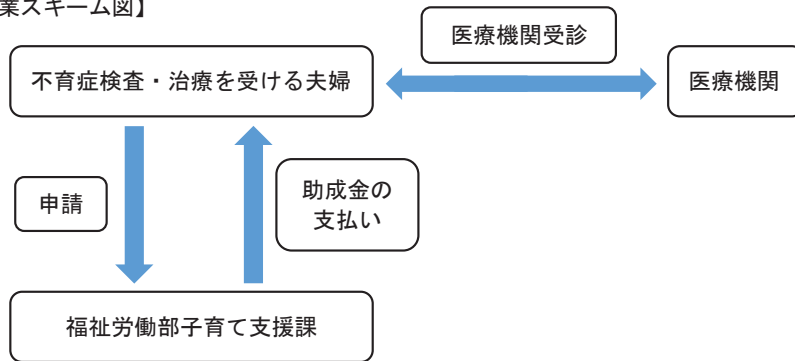 業スキーム図】
医療機関受診
不育症検査・治療を受ける夫婦
医療機関
申請
助成金の
支払い
福祉労働部子育て支援課